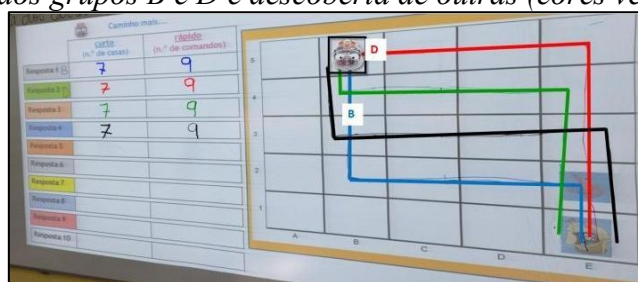 dos grupos B e D e descoberta de outras (cores ve
Caminho mais....
curto
(n.º de casas)
rápido
(n.º de comandos)
Resposta 1 B 7 9
Resposta 2 D 7 9
Resposta 3 7 9
Resposta 4 7 9
Resposta 5
Resposta 6
Resposta 7
Resposta 8
Resposta 9
Resposta 10
5
4
3
2
1
A B C D E
D
B